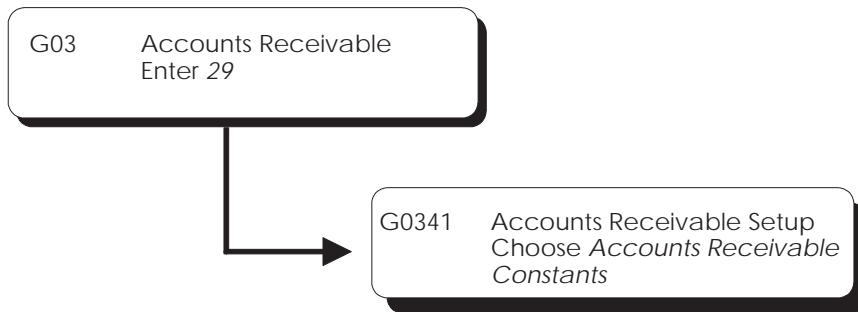 G03 Accounts Receivable
Enter 29
G0341 Accounts Receivable Setup
Choose Accounts Receivable
Constants